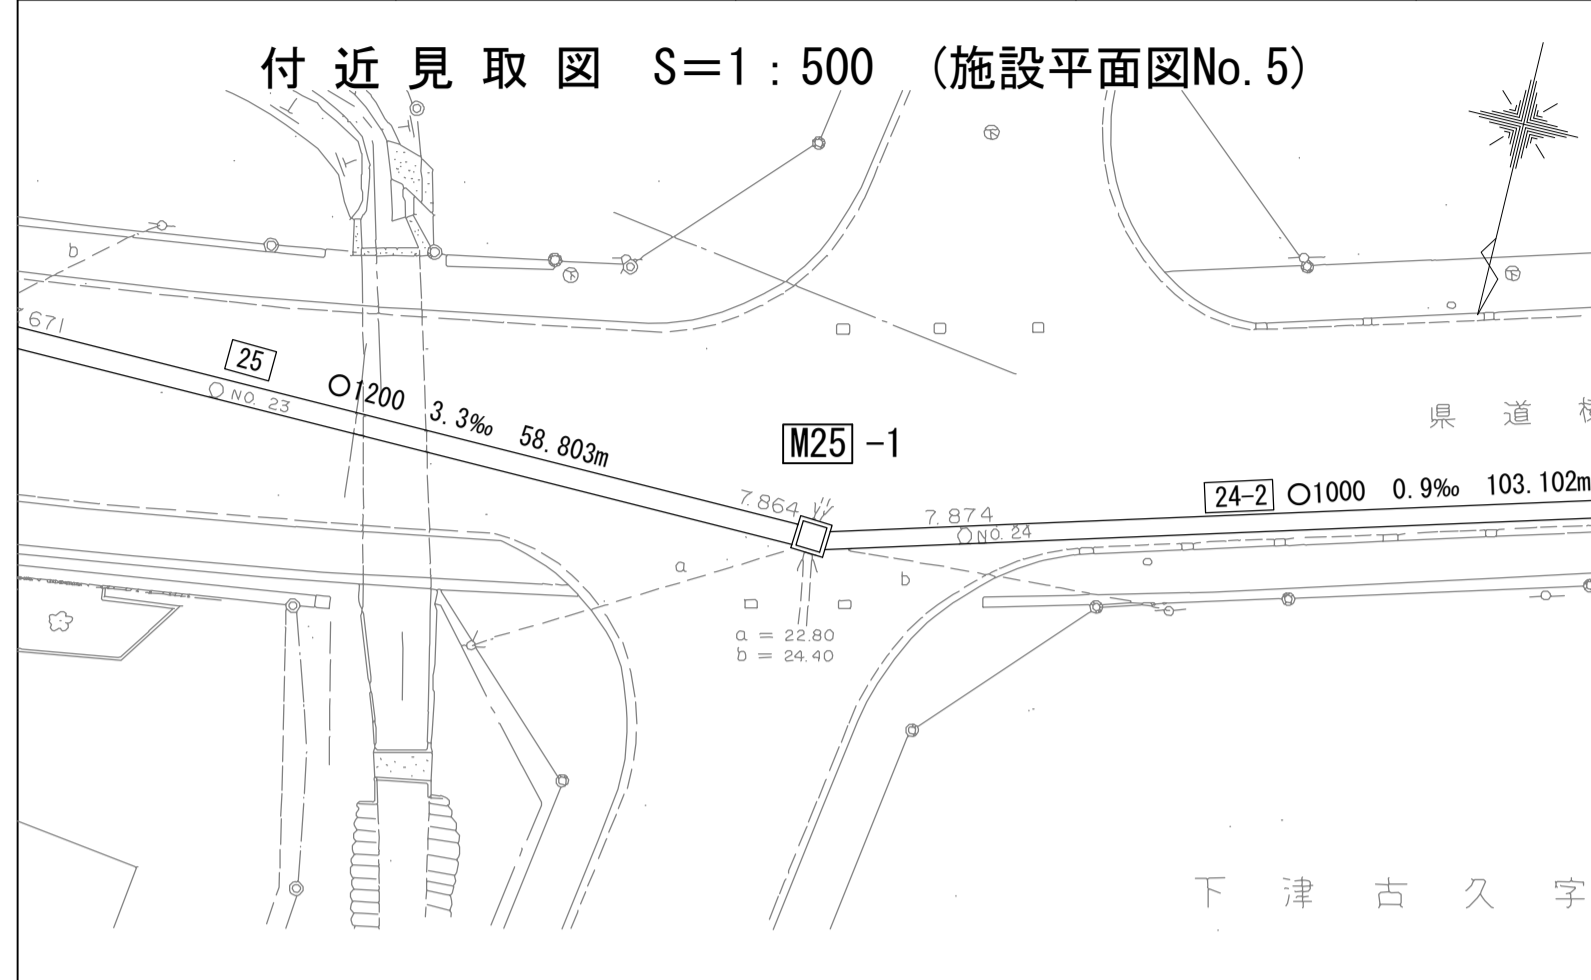 付近見取図 S=1:500 (施設平面図No.5)
b
671
25
○1200 3.3‰ 58.803m
NO. 23
県道
M25 -1
24-2 ○1000 0.9‰ 103.102m
7.864
7.874
NO. 24
a
b
a = 22.80
b = 24.40
下津古久字